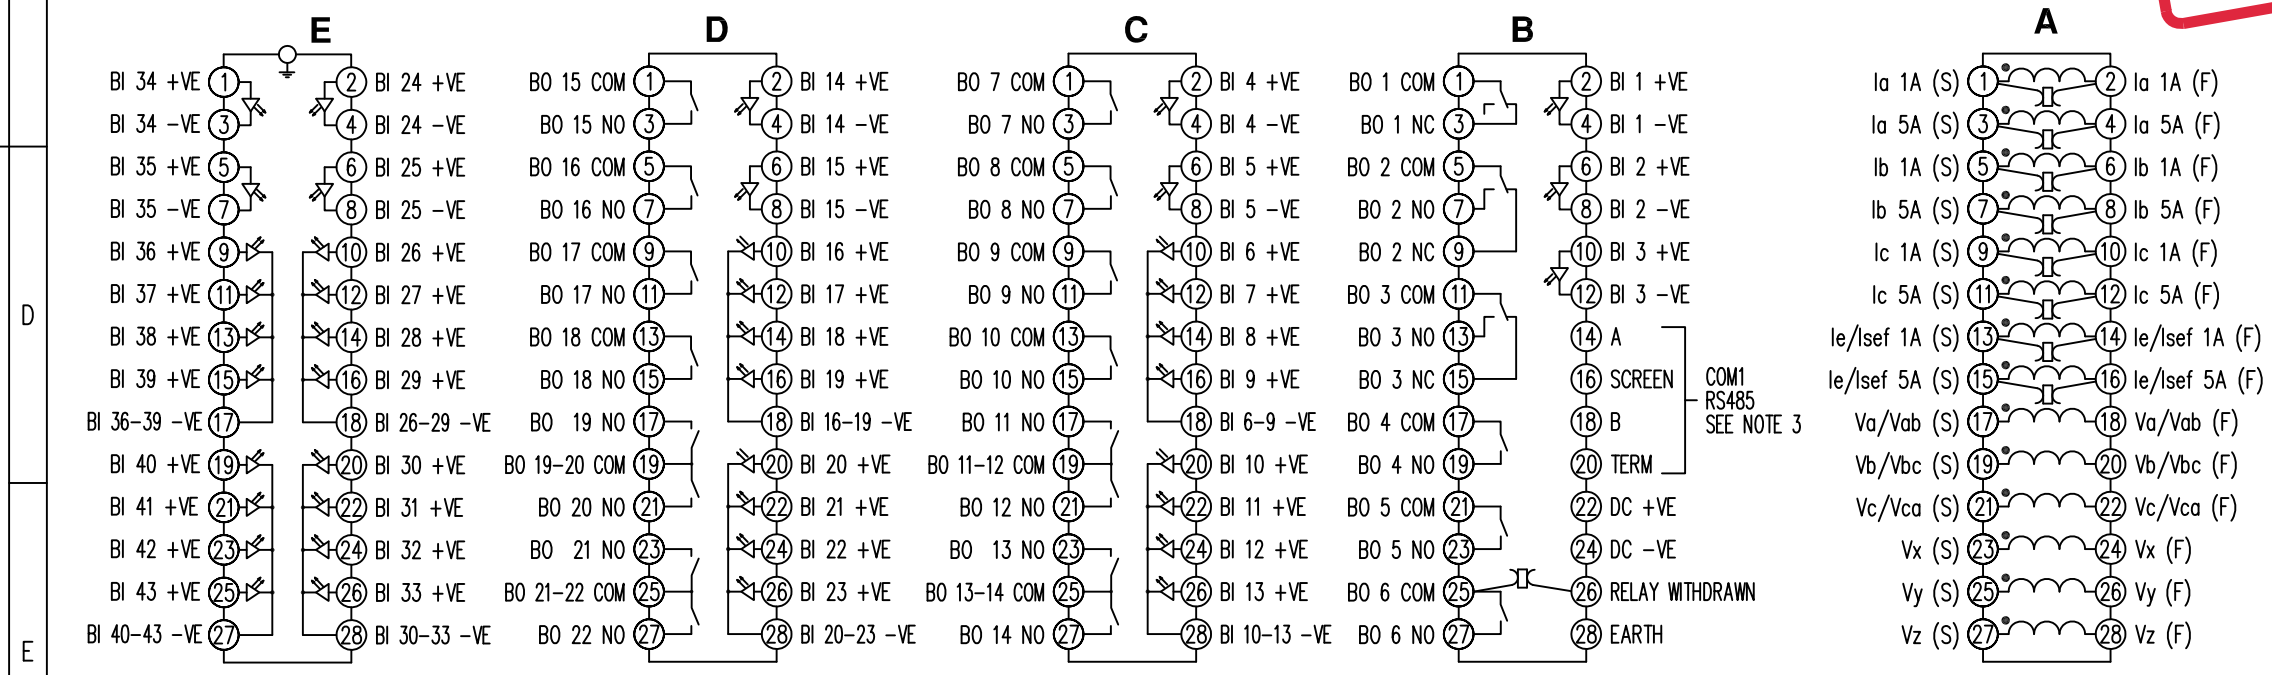 E D C B A
BI 34 +VE 1 2 BI 24 +VE BO 15 COM 1 2 BI 14 +VE BO 7 COM 1 2 BI 4 +VE BO 1 COM 1 2 BI 1 +VE Ia 1A (S) 1 2 Ia 1A (F)
BI 34 -VE 3 4 BI 24 -VE BO 15 NO 3 4 BI 14 -VE BO 7 NO 3 4 BI 4 -VE BO 1 NC 3 4 BI 1 -VE Ia 5A (S) 3 4 Ia 5A (F)
BI 35 +VE 5 6 BI 25 +VE BO 16 COM 5 6 BI 15 +VE BO 8 COM 5 6 BI 5 +VE BO 2 COM 5 6 BI 2 +VE Ib 1A (S) 5 6 Ib 1A (F)
BI 35 -VE 7 8 BI 25 -VE BO 16 NO 7 8 BI 15 -VE BO 8 NO 7 8 BI 5 -VE BO 2 NO 7 8 BI 2 -VE Ib 5A (S) 7 8 Ib 5A (F)
BI 36 +VE 9 10 BI 26 +VE BO 17 COM 9 10 BI 16 +VE BO 9 COM 9 10 BI 6 +VE BO 2 NC 9 10 BI 3 +VE Ic 1A (S) 9 10 Ic 1A (F)
D BI 37 +VE 11 12 BI 27 +VE BO 17 NO 11 12 BI 17 +VE BO 9 NO 11 12 BI 7 +VE BO 3 COM 11 12 BI 3 -VE Ic 5A (S) 11 12 Ic 5A (F)
BI 38 +VE 13 14 BI 28 +VE BO 18 COM 13 14 BI 18 +VE BO 10 COM 13 14 BI 8 +VE BO 3 NO 13 14 A Ie/Isef 1A (S) 13 14 Ie/Isef 1A (F)
BI 39 +VE 15 16 BI 29 +VE BO 18 NO 15 16 BI 19 +VE BO 10 NO 15 16 BI 9 +VE BO 3 NC 15 16 SCREEN COM1 Ie/Isef 5A (S) 15 16 Ie/Isef 5A (F)
RS485
BI 36-39 -VE 17 18 BI 26-29 -VE BO 19 NO 17 18 BI 16-19 -VE BO 11 NO 17 18 BI 6-9 -VE BO 4 COM 17 18 B SEE NOTE 3 Va/Vab (S) 17 18 Va/Vab (F)
BI 40 +VE 19 20 BI 30 +VE BO 19-20 COM 19 20 BI 20 +VE BO 11-12 COM 19 20 BI 10 +VE BO 4 NO 19 20 TERM Vb/Vbc (S) 19 20 Vb/Vbc (F)
BI 41 +VE 21 22 BI 31 +VE BO 20 NO 21 22 BI 21 +VE BO 12 NO 21 22 BI 11 +VE BO 5 COM 21 22 DC +VE Vc/Vca (S) 21 22 Vc/Vca (F)
BI 42 +VE 23 24 BI 32 +VE BO 21 NO 23 24 BI 22 +VE BO 13 NO 23 24 BI 12 +VE BO 5 NO 23 24 DC -VE Vx (S) 23 24 Vx (F)
BI 43 +VE 25 26 BI 33 +VE BO 21-22 COM 25 26 BI 23 +VE BO 13-14 COM 25 26 BI 13 +VE BO 6 COM 25 26 RELAY WITHDRAWN Vy (S) 25 26 Vy (F)
E BI 40-43 -VE 27 28 BI 30-33 -VE BO 22 NO 27 28 BI 20-23 -VE BO 14 NO 27 28 BI 10-13 -VE BO 6 NO 27 28 EARTH Vz (S) 27 28 Vz (F)